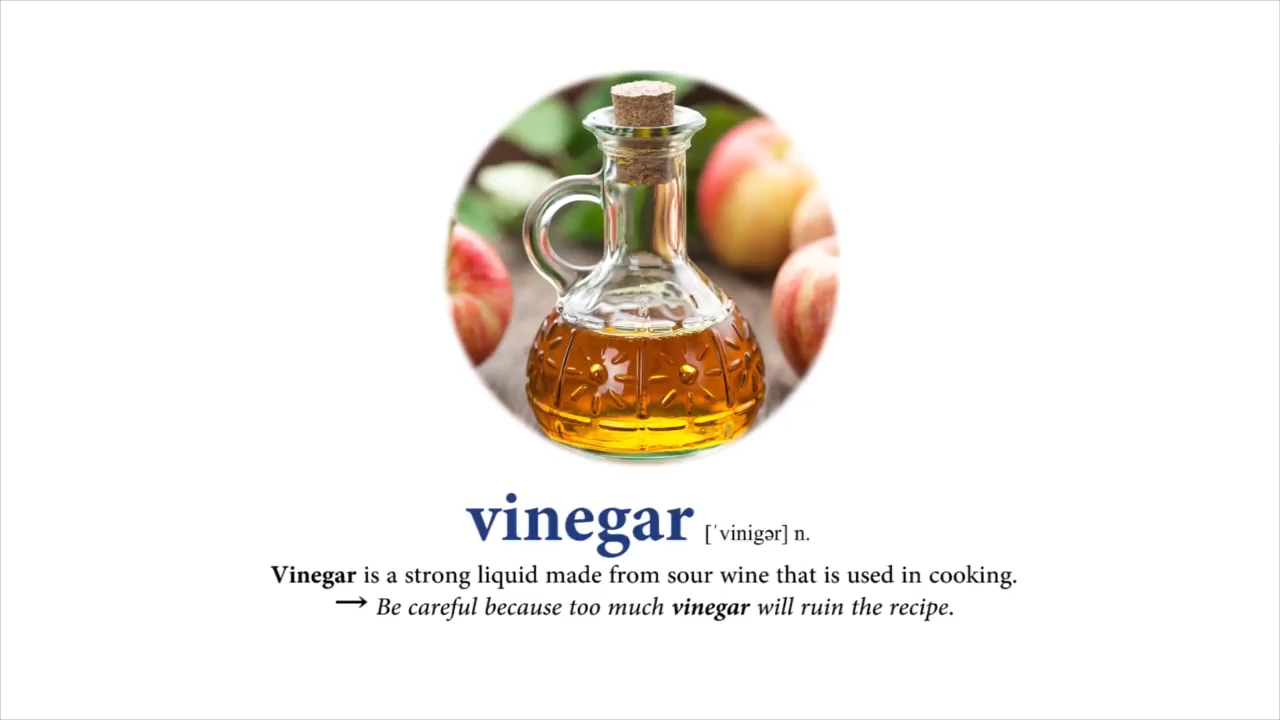 vinegar [ˈvinigər] n.
Vinegar is a strong liquid made from sour wine that is used in cooking.
→ Be careful because too much vinegar will ruin the recipe.